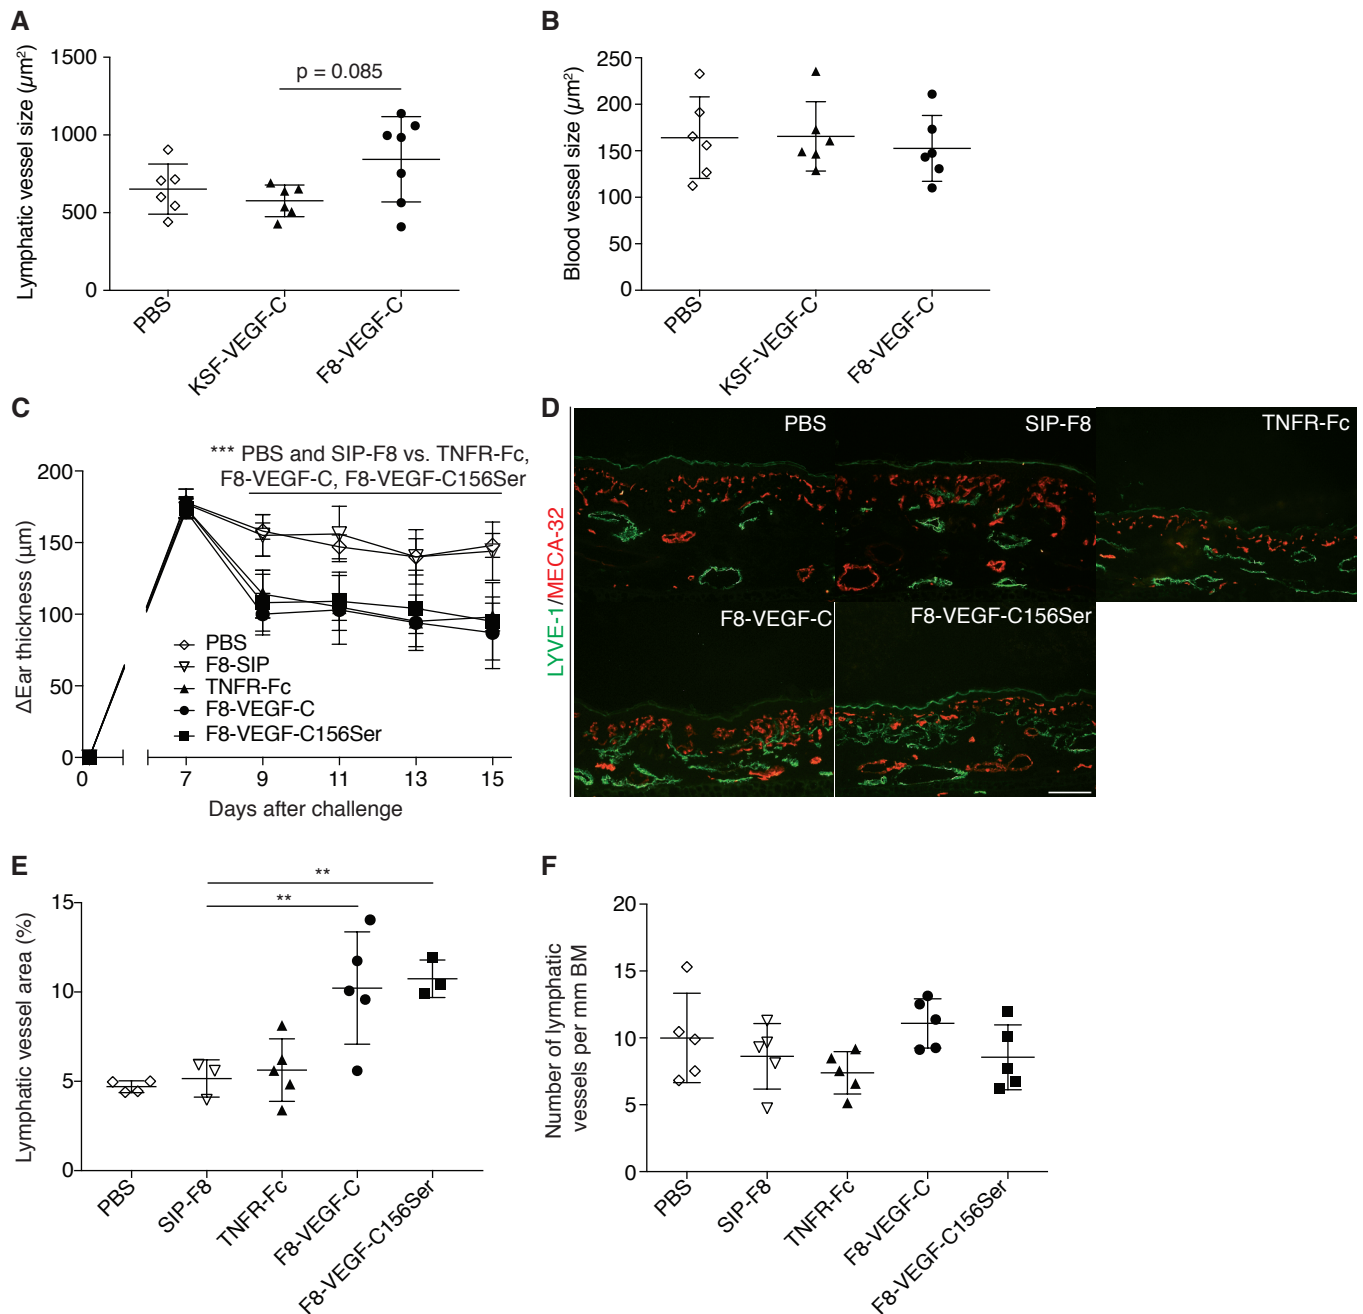 A
Lymphatic vessel size (µm²)
1500
1000
500
0
p = 0.085
PBS
KSF-VEGF-C
F8-VEGF-C
B
Blood vessel size (µm²)
250
200
150
100
50
0
PBS
KSF-VEGF-C
F8-VEGF-C
C
*** PBS and SIP-F8 vs. TNFR-Fc,
F8-VEGF-C, F8-VEGF-C156Ser
ΔEar thickness (µm)
200
150
100
50
0
PBS
F8-SIP
TNFR-Fc
F8-VEGF-C
F8-VEGF-C156Ser
0 7 9 11 13 15
Days after challenge
D
LYVE-1/MECA-32
PBS
SIP-F8
TNFR-Fc
F8-VEGF-C
F8-VEGF-C156Ser
E
Lymphatic vessel area (%)
15
10
5
0
**
**
PBS
SIP-F8
TNFR-Fc
F8-VEGF-C
F8-VEGF-C156Ser
F
Number of lymphatic
vessels per mm BM
20
15
10
5
0
PBS
SIP-F8
TNFR-Fc
F8-VEGF-C
F8-VEGF-C156Ser